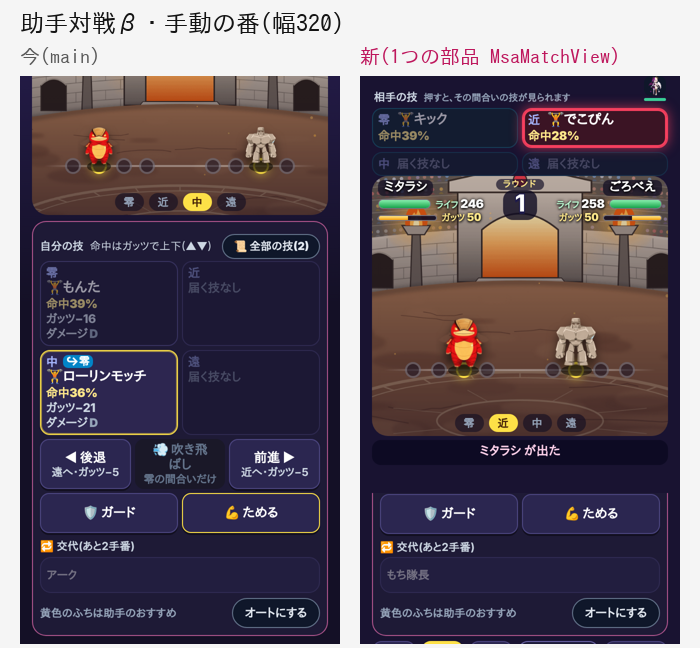 助手対戦β・手動の番(幅320)
今(main)
零 近 中 遠
自分の技 命中はガッツで上下(▲▼) 📜全部の技(2)
零
🏋もんた
命中39%
ガッツ−16
ダメージD
近
届く技なし
中 ↪零
🏋ローリンモッチ
命中36%
ガッツ−21
ダメージD
遠
届く技なし
◀後退
遠へ・ガッツ−5
💨吹き飛
ばし
零の間合いだけ
前進▶
近へ・ガッツ−5
🛡ガード
💪ためる
🔁交代(あと2手番)
アーク
黄色のふちは助手のおすすめ
オートにする
新(1つの部品 MsaMatchView)
相手の技 押すと、その間合いの技が見られます
零 🏋キック
命中39%
近 🏋でこぴん
命中28%
中 届く技なし
遠 届く技なし
ミタラシ
ラウンド
ごろべえ
ライフ 246
ガッツ 50
1
ライフ 258
ガッツ 50
零 近 中 遠
ミタラシ が出た
🛡ガード
💪ためる
🔁交代(あと2手番)
もち隊長
黄色のふちは助手のおすすめ
オートにする